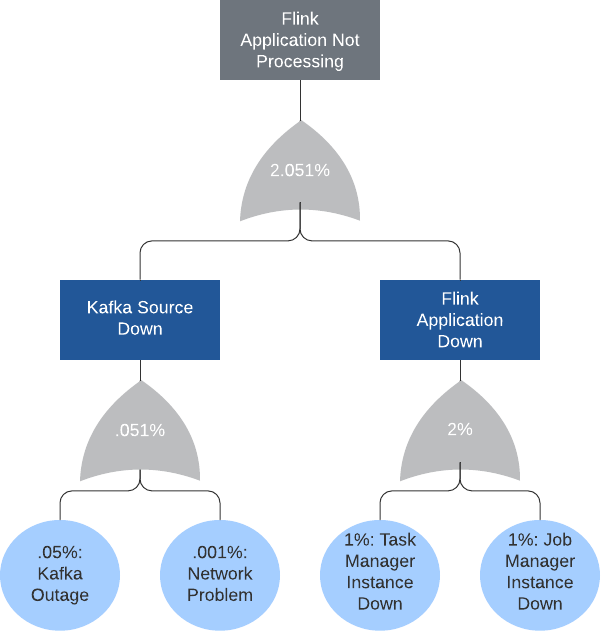 Flink
Application Not
Processing
2.051%
Kafka Source
Down
Flink
Application
Down
.051%
2%
.05%:
Kafka
Outage
.001%:
Network
Problem
1%: Task
Manager
Instance
Down
1%: Job
Manager
Instance
Down